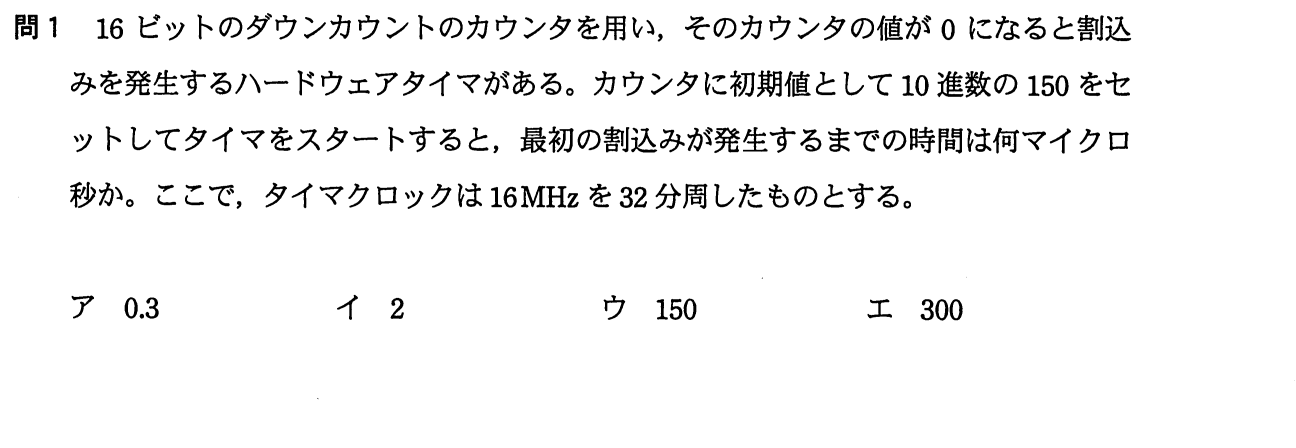 問1 16 ビットのダウンカウントのカウンタを用い，そのカウンタの値が 0 になると割込
みを発生するハードウェアタイマがある。カウンタに初期値として 10 進数の 150 をセ
ットしてタイマをスタートすると，最初の割込みが発生するまでの時間は何マイクロ
秒か。ここで，タイマクロックは 16MHz を 32 分周したものとする。
ア 0.3 イ 2 ウ 150 エ 300